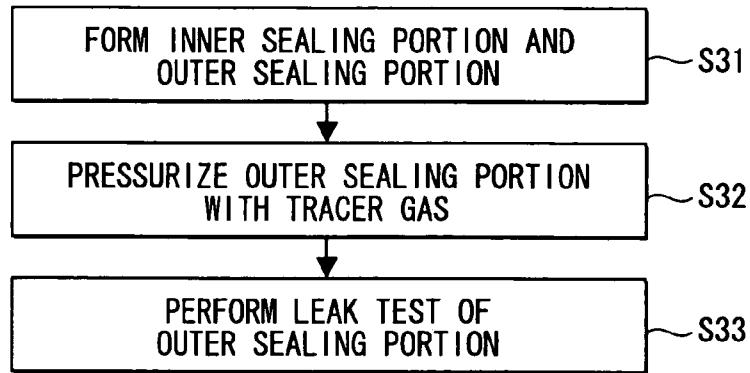 FORM INNER SEALING PORTION AND
OUTER SEALING PORTION
S31
PRESSURIZE OUTER SEALING PORTION
WITH TRACER GAS
S32
PERFORM LEAK TEST OF
OUTER SEALING PORTION
S33